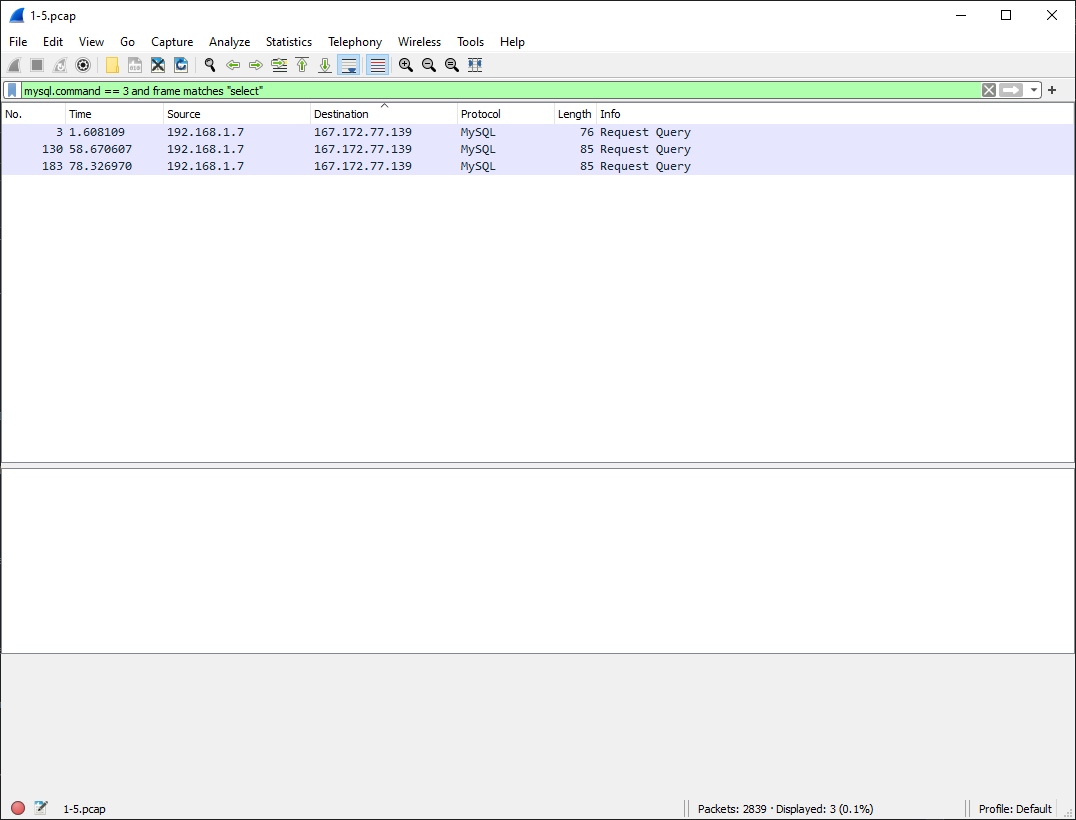 1-5.pcap
File Edit View Go Capture Analyze Statistics Telephony Wireless Tools Help
mysql.command == 3 and frame matches "select"
No. Time Source Destination Protocol Length Info
3 1.608109 192.168.1.7 167.172.77.139 MySQL 76 Request Query
130 58.670607 192.168.1.7 167.172.77.139 MySQL 85 Request Query
183 78.326970 192.168.1.7 167.172.77.139 MySQL 85 Request Query
1-5.pcap Packets: 2839 · Displayed: 3 (0.1%) Profile: Default